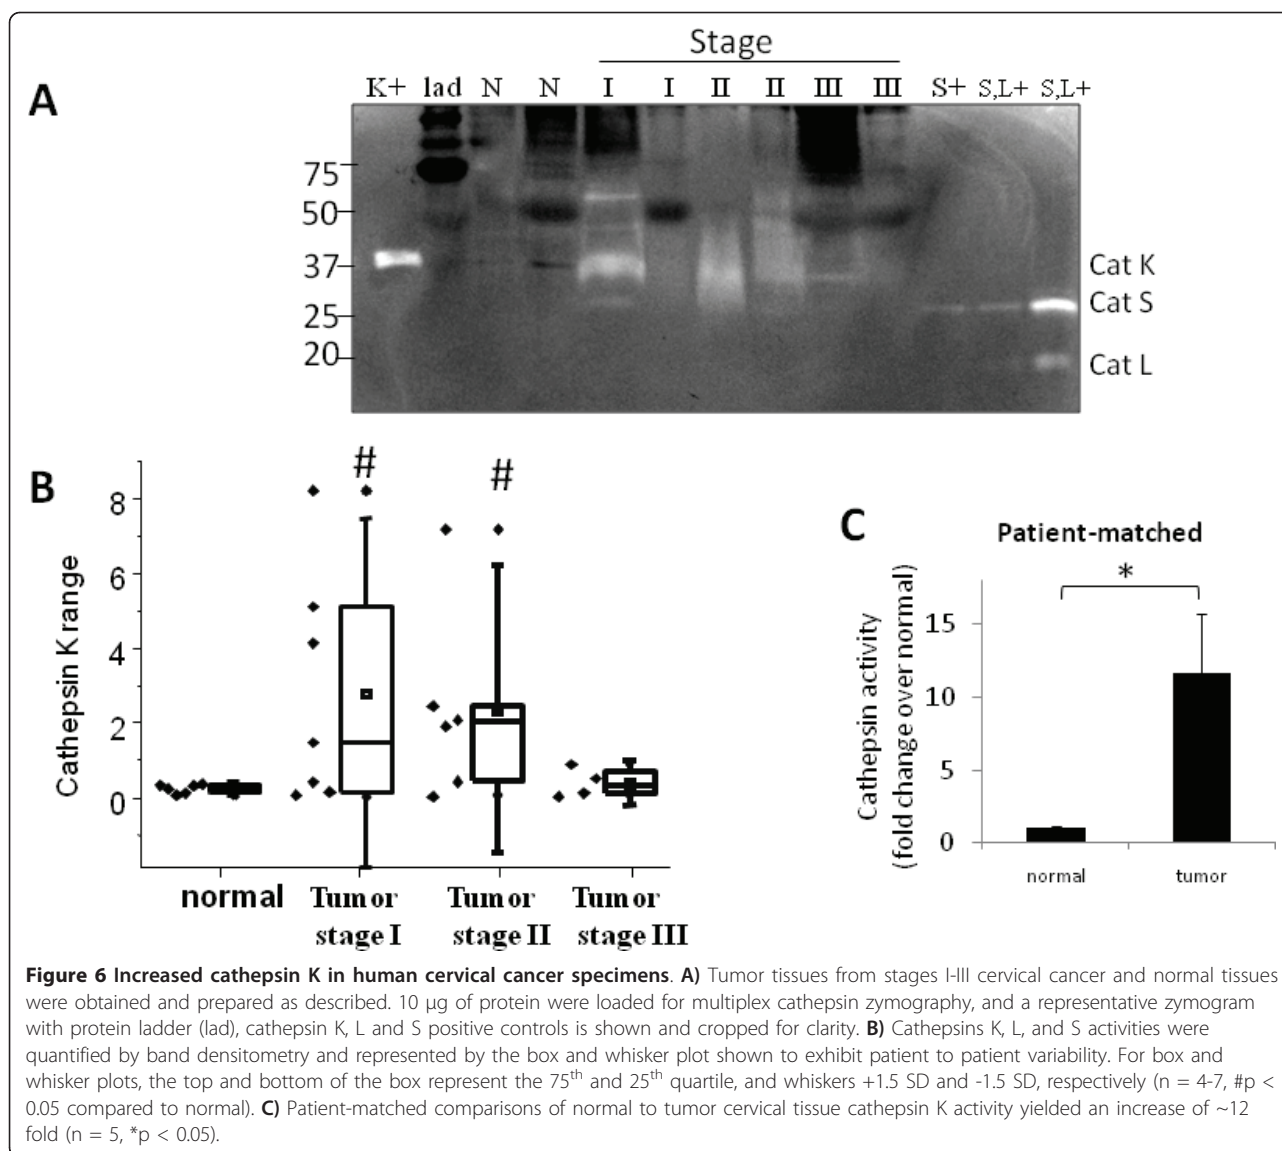 A
Stage
K+ lad N N I I II II III III S+ S,L+ S,L+
75
50
37
25
20
Cat K
Cat S
Cat L
B
Cathepsin K range
8
6
4
2
0
# #
normal Tumor stage I Tumor stage II Tumor stage III
C
Patient-matched
*
Cathepsin activity
(fold change over normal)
15
10
5
0
normal tumor
Figure 6 Increased cathepsin K in human cervical cancer specimens. A) Tumor tissues from stages I-III cervical cancer and normal tissues
were obtained and prepared as described. 10 μg of protein were loaded for multiplex cathepsin zymography, and a representative zymogram
with protein ladder (lad), cathepsin K, L and S positive controls is shown and cropped for clarity. B) Cathepsins K, L, and S activities were
quantified by band densitometry and represented by the box and whisker plot shown to exhibit patient to patient variability. For box and
whisker plots, the top and bottom of the box represent the 75th and 25th quartile, and whiskers +1.5 SD and -1.5 SD, respectively (n = 4-7, #p <
0.05 compared to normal). C) Patient-matched comparisons of normal to tumor cervical tissue cathepsin K activity yielded an increase of ~12
fold (n = 5, *p < 0.05).